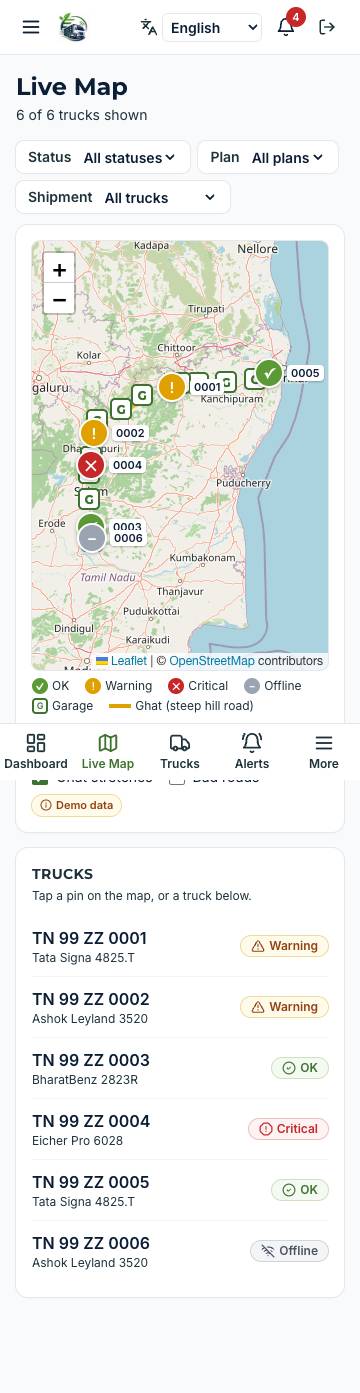 English
4
Live Map
6 of 6 trucks shown
Status All statuses
Plan All plans
Shipment All trucks
+
−
Kadapa
Nellore
Tirupati
Chittoor
Kolar
galuru
0005
0001
G
Kanchipuram
G
G
0002
0004
G
Puducherry
Erode
0003
0006
Kumbakonam
Tamil Nadu
Thanjavur
Pudukkottai
Dindigul
Karaikudi
Leaflet | © OpenStreetMap contributors
OK
Warning
Critical
Offline
G Garage
Ghat (steep hill road)
Dashboard
Live Map
Trucks
Alerts
More
Demo data
TRUCKS
Tap a pin on the map, or a truck below.
TN 99 ZZ 0001
Tata Signa 4825.T
Warning
TN 99 ZZ 0002
Ashok Leyland 3520
Warning
TN 99 ZZ 0003
BharatBenz 2823R
OK
TN 99 ZZ 0004
Eicher Pro 6028
Critical
TN 99 ZZ 0005
Tata Signa 4825.T
OK
TN 99 ZZ 0006
Ashok Leyland 3520
Offline